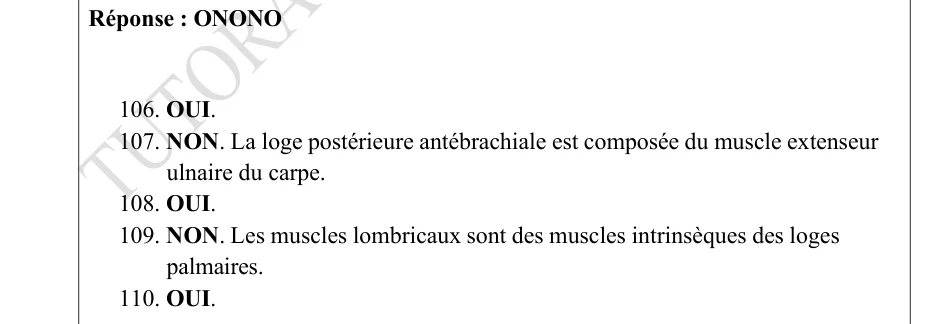 Réponse : ONONO
TUTORA
106. OUI.
107. NON. La loge postérieure antébrachiale est composée du muscle extenseur
ulnaire du carpe.
108. OUI.
109. NON. Les muscles lombricaux sont des muscles intrinsèques des loges
palmaires.
110. OUI.